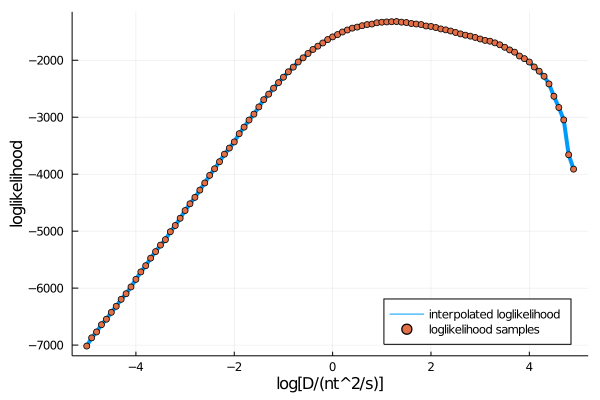 −2000
−3000
−4000
−5000
−6000
−7000
−4
−2
0
2
4
loglikelihood
log[D/(nt^2/s)]
interpolated loglikelihood
loglikelihood samples